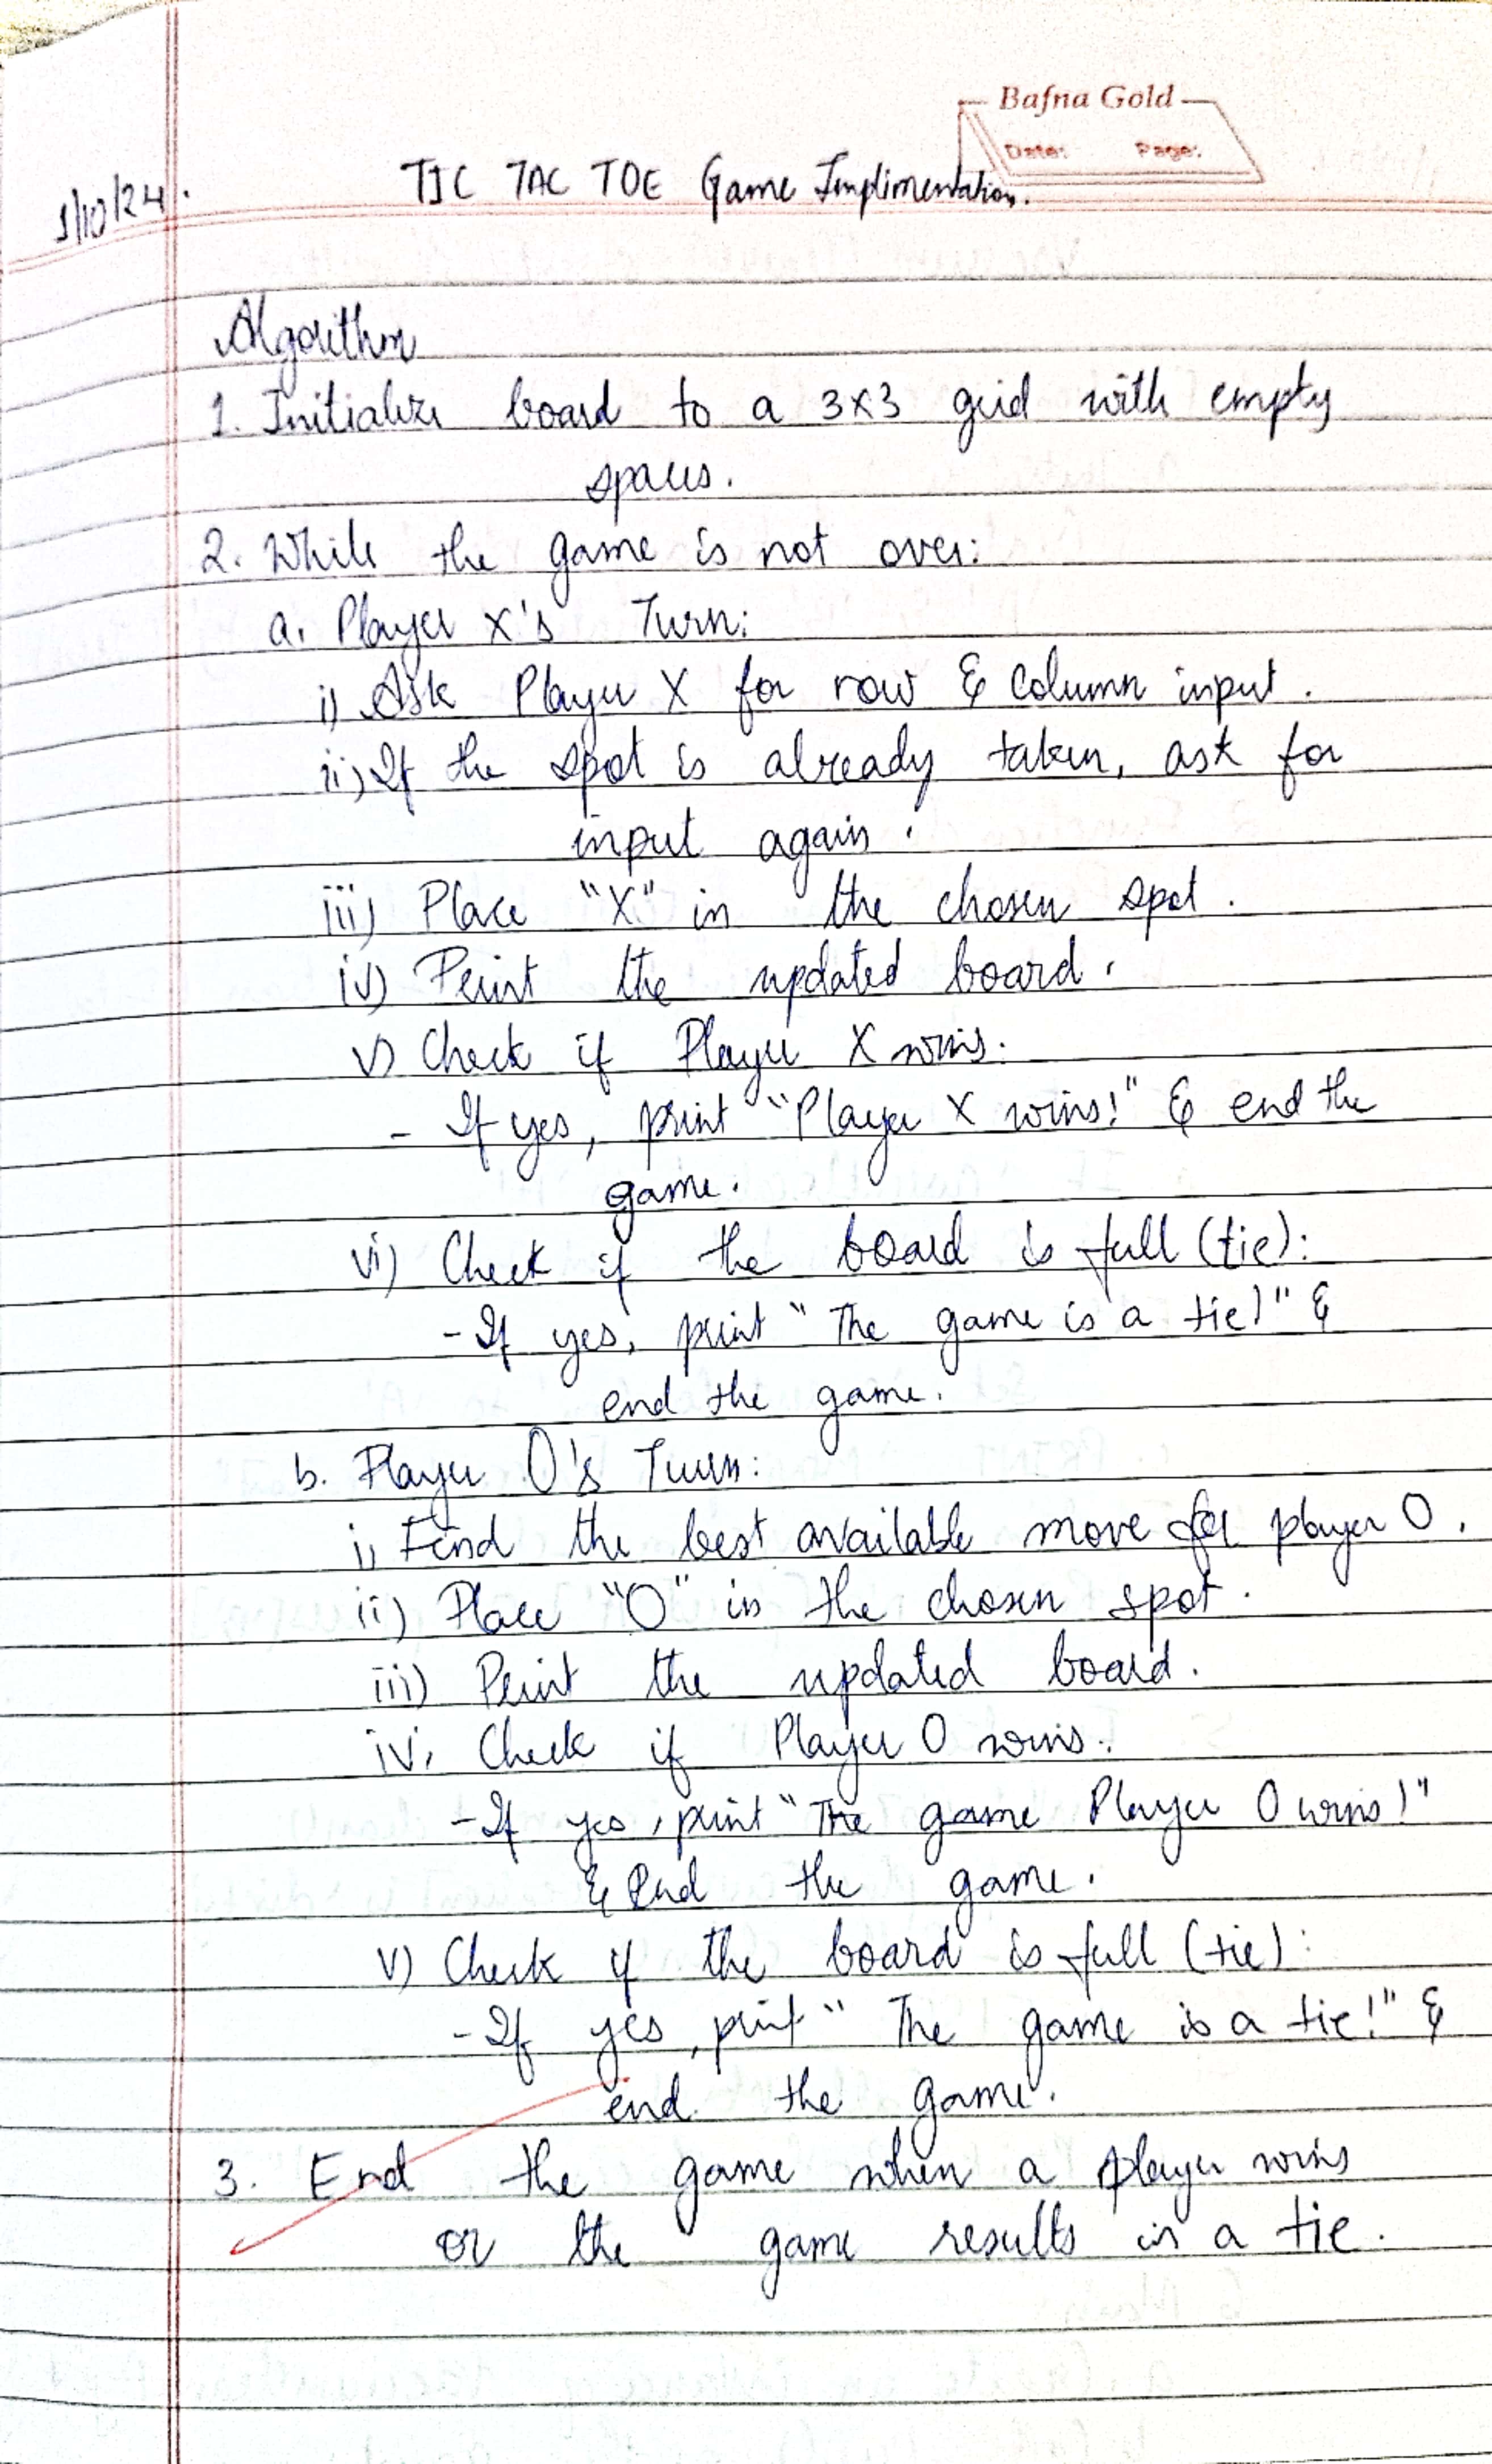 Bafna Gold
Date: Page:
1/10/24.
TIC TAC TOE Game Implimentation.
Algorithm
1. Initialize board to a 3x3 grid with empty
spaces.
2. While the game is not over:
a. Player X's Turn:
i) Ask Player X for row & column input.
ii) If the spot is already taken, ask for
input again.
iii) Place "X" in the chosen spot.
iv) Print the updated board.
v) Check if Player X wins:
- If yes, print "Player X wins!" & end the
game.
vi) Check if the board is full (tie):
- If yes, print "The game is a tie!" &
end the game.
b. Player O's Turn:
i, Find the best available move for player O.
ii) Place "O" in the chosen spot.
iii) Print the updated board.
iv, Check if Player O wins:
- If yes, print "The game Player O wins!"
& End the game.
v) Check if the board is full (tie):
- If yes, print "The game is a tie!" &
end the game.
3. End the game when a player wins
or the game results in a tie.